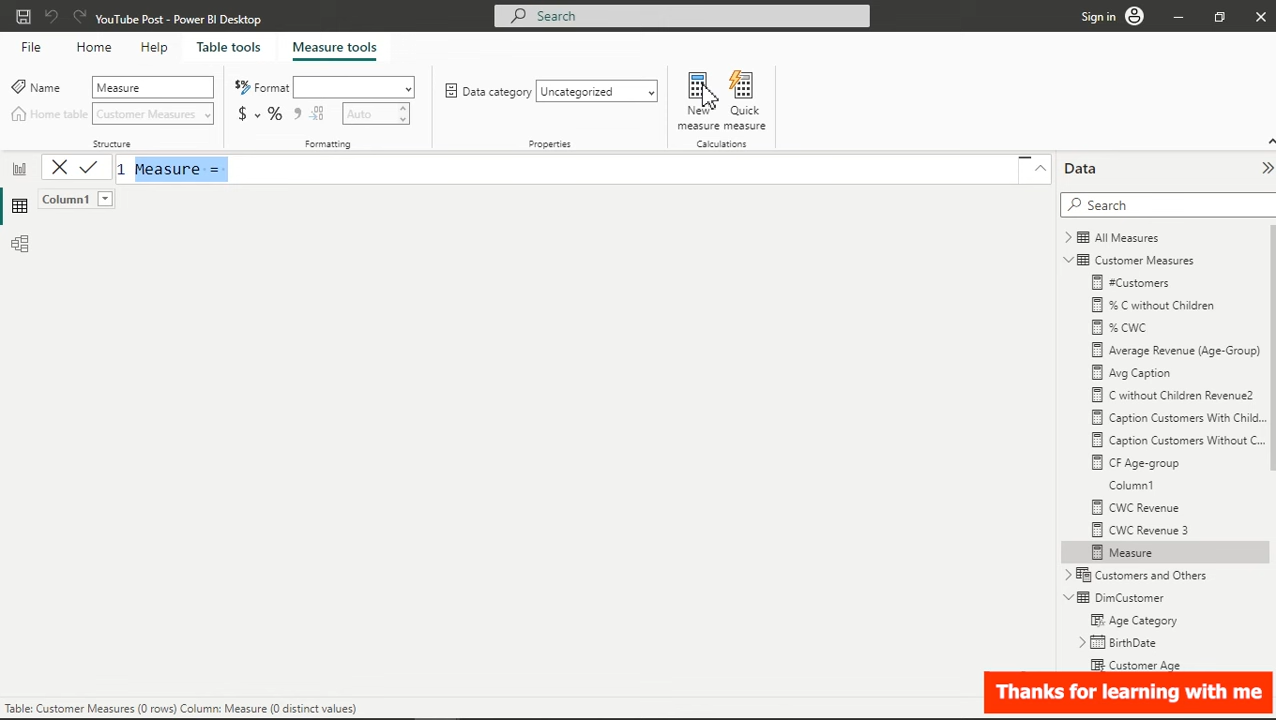 YouTube Post - Power BI Desktop
Search
Sign in
File
Home
Help
Table tools
Measure tools
Name
Measure
Format
Data category
Uncategorized
New measure
Quick measure
Home table
Customer Measures
$
%
Auto
Structure
Formatting
Properties
Calculations
1 Measure =
Column1
Data
Search
All Measures
Customer Measures
#Customers
% C without Children
% CWC
Average Revenue (Age-Group)
Avg Caption
C without Children Revenue2
Caption Customers With Child...
Caption Customers Without C...
CF Age-group
Column1
CWC Revenue
CWC Revenue 3
Measure
Customers and Others
DimCustomer
Age Category
BirthDate
Customer Age
Thanks for learning with me
Table: Customer Measures (0 rows) Column: Measure (0 distinct values)